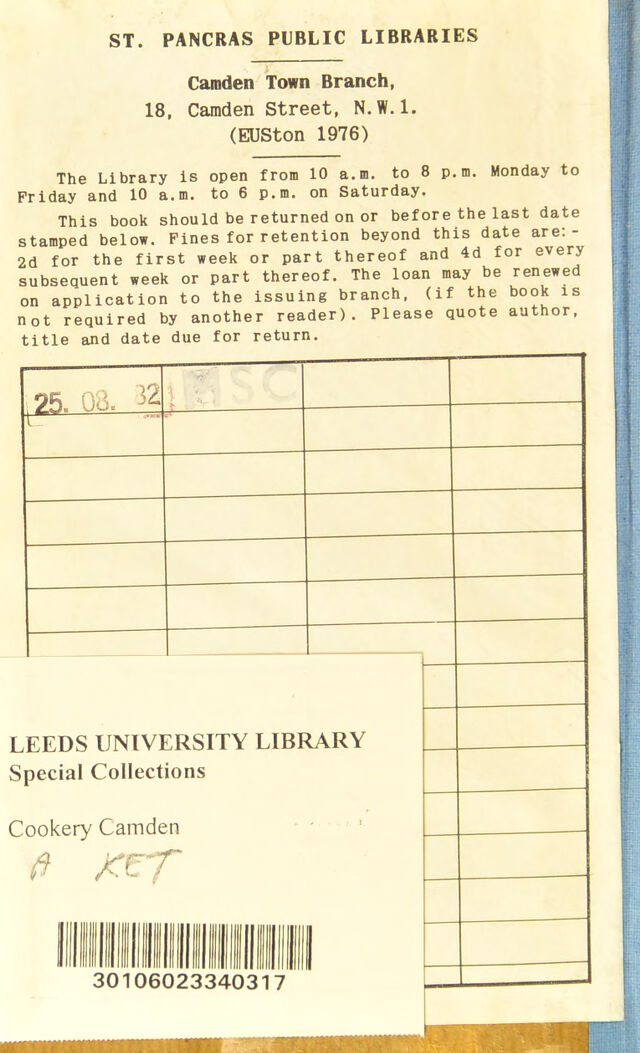 ST. PANCRAS PUBLIC LIBRARIES
Camden Town Branch,
18, Camden Street, N.W.1.
(EUSton 1976)
The Library is open from 10 a.m. to 8 p.m. Monday to
Friday and 10 a.m. to 6 p.m. on Saturday.
This book should be returned on or before the last date
stamped below. Fines for retention beyond this date are:-
2d for the first week or part thereof and 4d for every
subsequent week or part thereof. The loan may be renewed
on application to the issuing branch, (if the book is
not required by another reader). Please quote author,
title and date due for return.
25. 08. 82 MSC
LEEDS UNIVERSITY LIBRARY
Special Collections
Cookery Camden
A KET
30106023340317